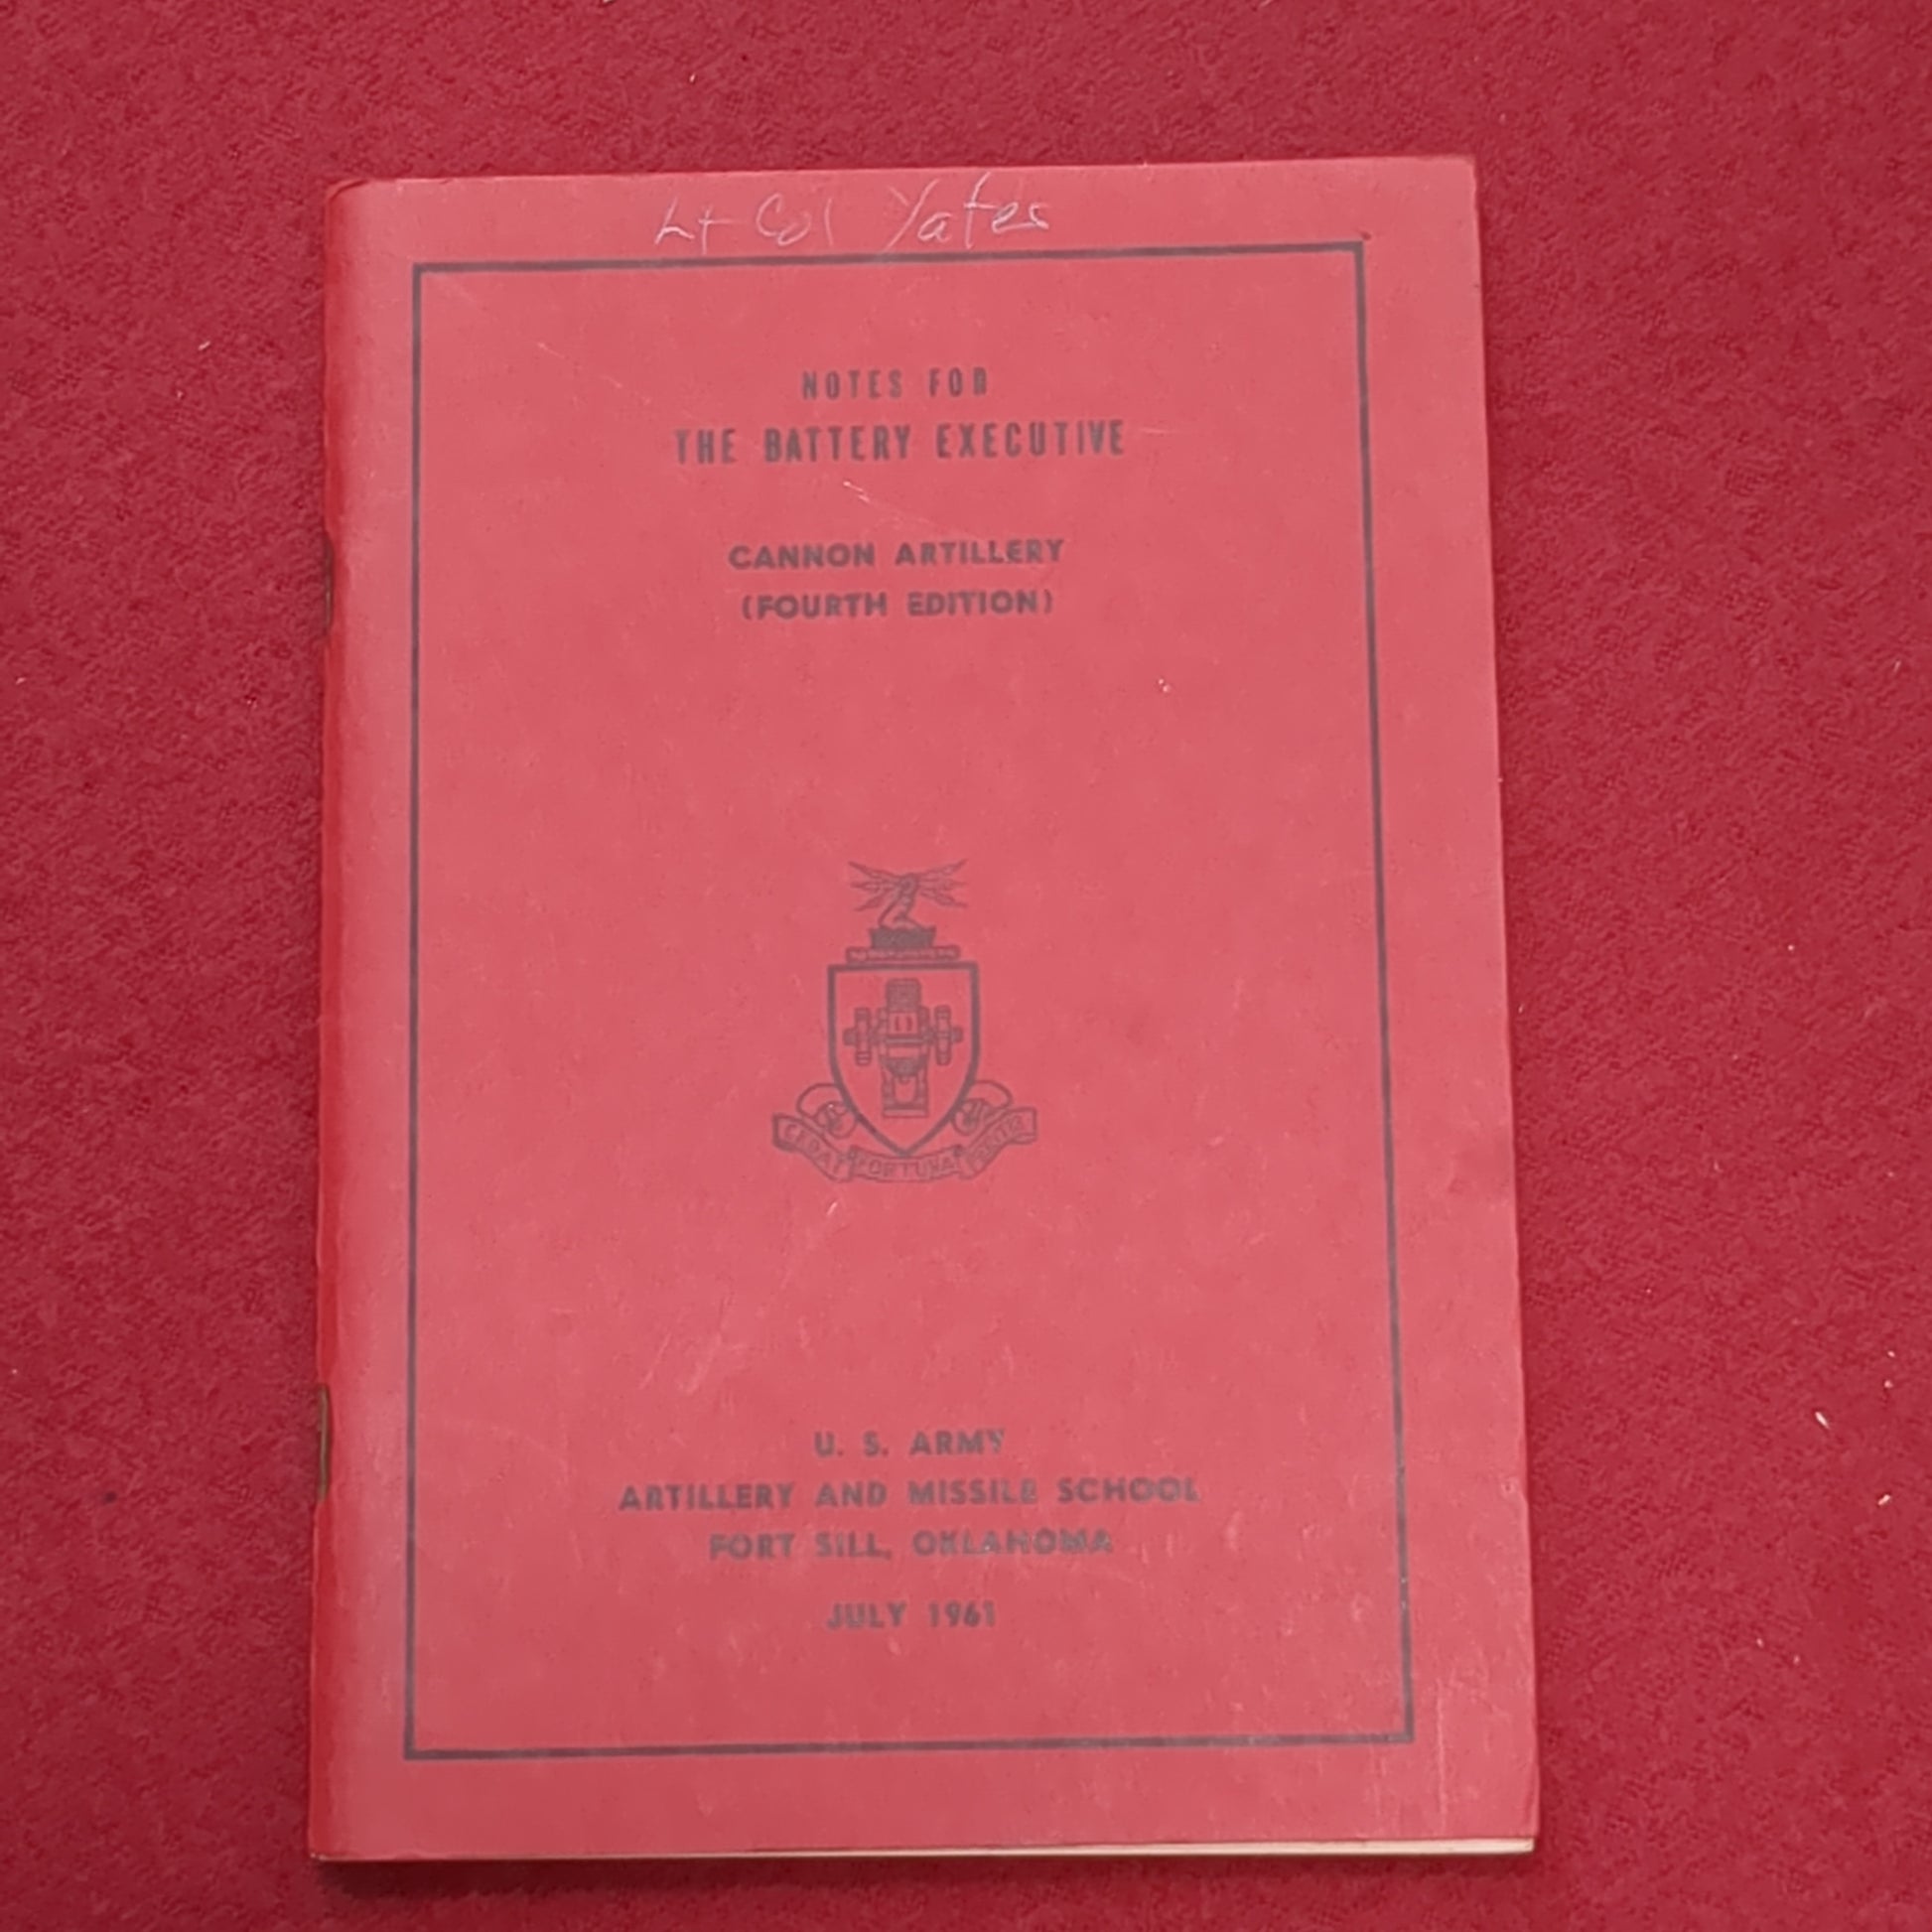 Lt Col Yates
NOTES FOR
THE BATTERY EXECUTIVE
CANNON ARTILLERY
(FOURTH EDITION)
CEDAT FORTUNA PERITIS
U. S. ARMY
ARTILLERY AND MISSILE SCHOOL
FORT SILL, OKLAHOMA
JULY 1961